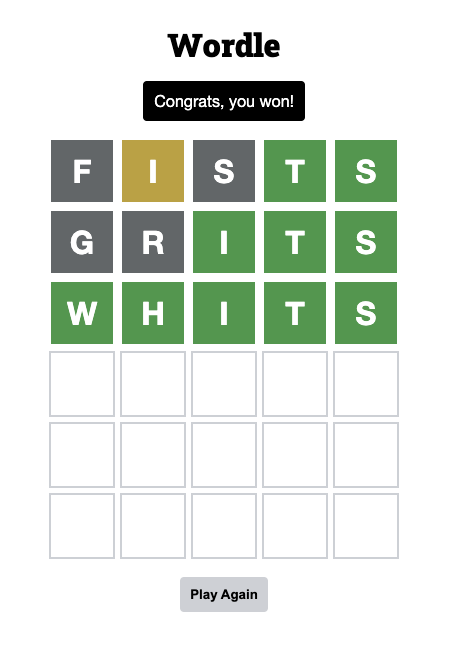 Wordle
Congrats, you won!
F I S T S
G R I T S
W H I T S
Play Again